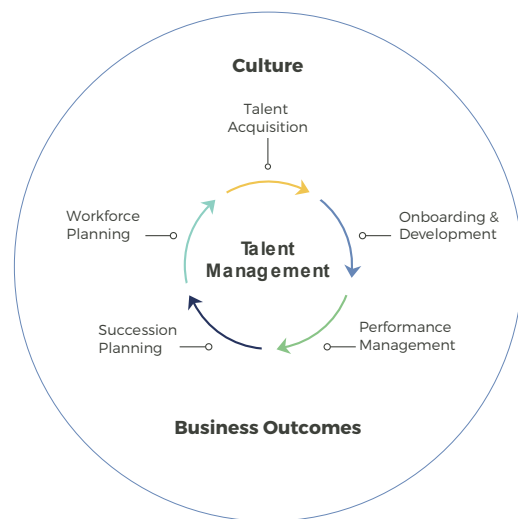 Culture
Talent
Acquisition
Workforce
Planning
Onboarding &
Development
Talent
Management
Succession
Planning
Performance
Management
Business Outcomes